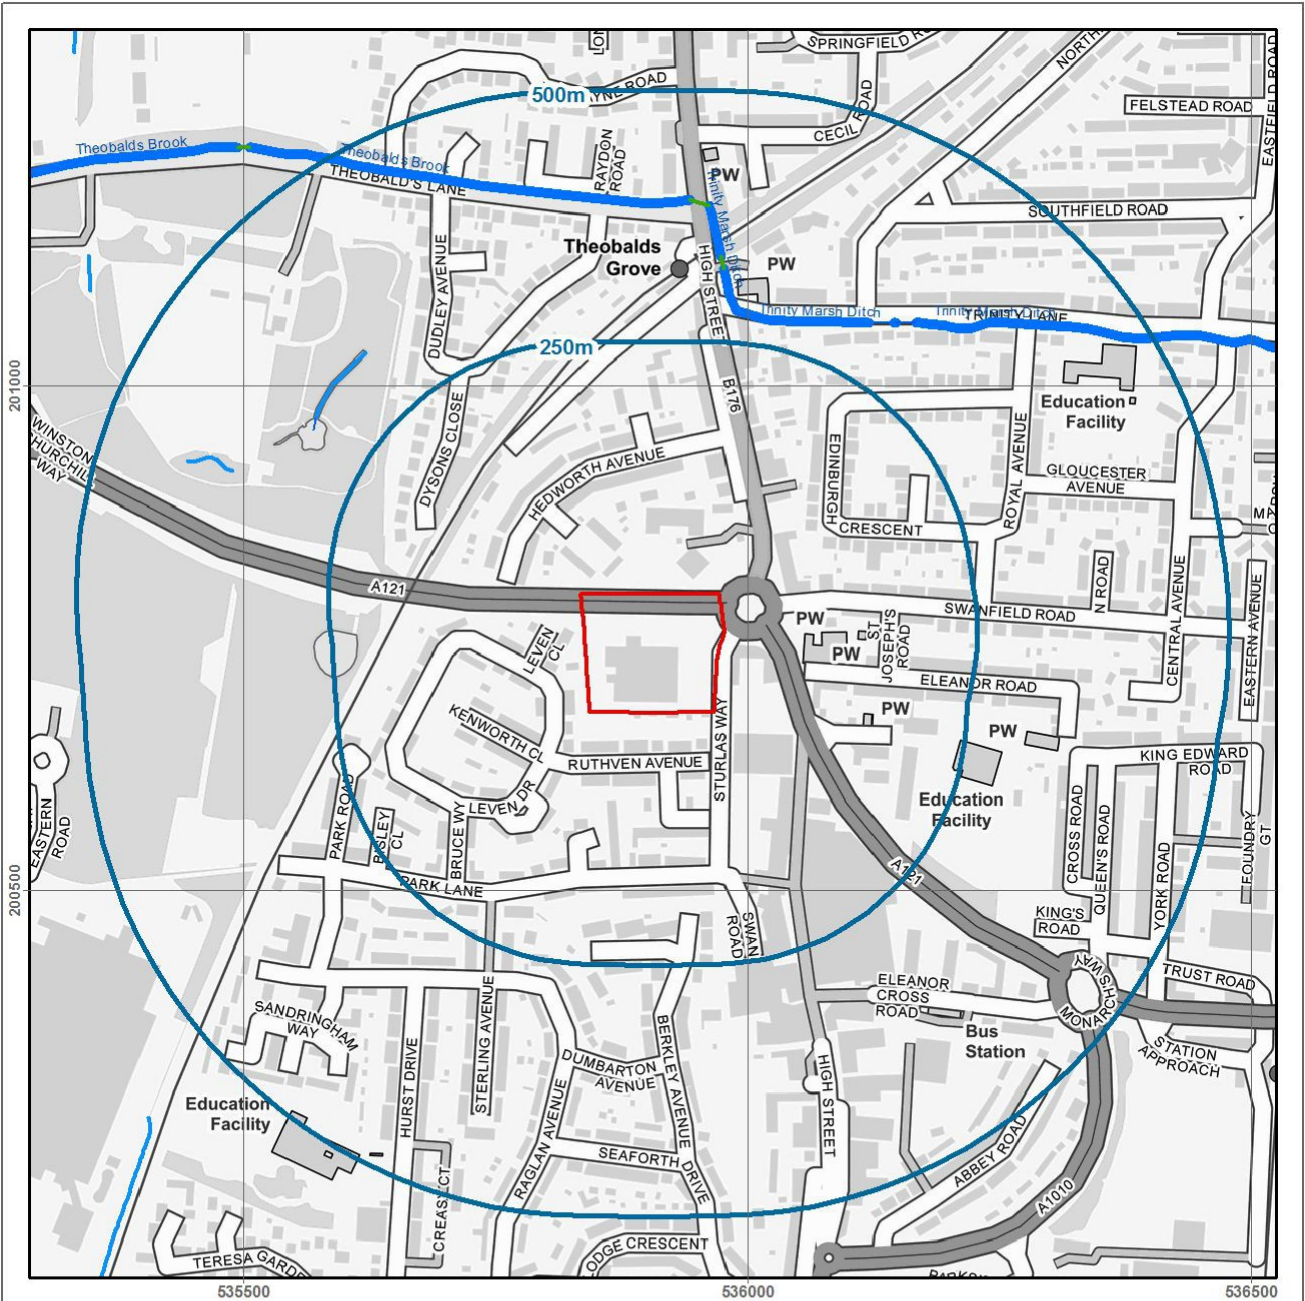 SPRINGFIELD
NORTH
500m
ROAD
FELSTEAD ROAD
EASTFIELD ROAD
CECIL
ROAD
Theobalds Brook
Theobalds Brook
THEOBALD'S LANE
RAYDON
ROAD
PW
Trinity Marsh Ditch
SOUTHFIELD ROAD
Theobalds
Grove
HIGH STREET
PW
DUDLEY AVENUE
Trinity Marsh Ditch
Trinity Marsh Ditch
TRINITY LANE
250m
201000
B176
Education
Facility
WINSTON
CHURCHILL
WAY
DYSONS CLOSE
HEDWORTH AVENUE
EDINBURGH
CRESCENT
ROYAL AVENUE
GLOUCESTER
AVENUE
A121
SWANFIELD ROAD
N ROAD
CENTRAL AVENUE
EASTERN AVENUE
PW
ST
JOSEPH'S
ROAD
PW
LEVEN
CL
ELEANOR ROAD
PW
PW
KENWORTH CL
STURLAS WAY
RUTHVEN AVENUE
KING EDWARD
ROAD
LEVEN DR
EASTERN
ROAD
PARK ROAD
BISLEY
CL
BRUCE WY
Education
Facility
CROSS ROAD
QUEEN'S ROAD
YORK ROAD
FOUNDRY
GT
A121
200500
PARK LANE
SWAN
ROAD
KING'S
ROAD
ELEANOR
CROSS
ROAD
MONARCH'S WAY
TRUST ROAD
SANDRINGHAM
WAY
STERLING AVENUE
BERKLEY AVENUE
Bus
Station
STATION
APPROACH
HURST DRIVE
DUMBARTON
AVENUE
HIGH STREET
Education
Facility
RAGLAN AVENUE
SEAFORTH DRIVE
ABBEY ROAD
CREASY CT
A1010
TERESA GARDE
ODGE CRESCENT
535500
536000
536500